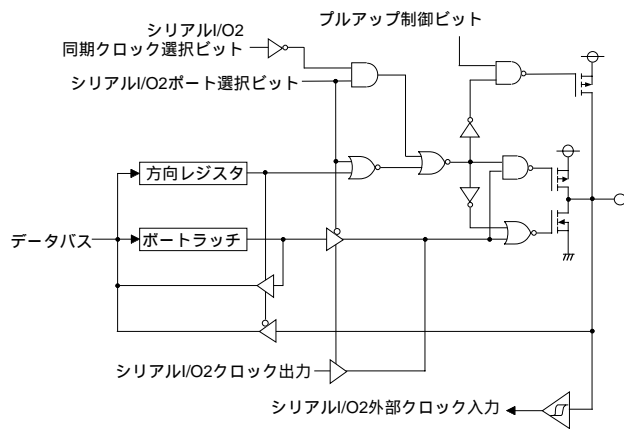 シリアルI/O2
同期クロック選択ビット
プルアップ制御ビット
シリアルI/O2ポート選択ビット
方向レジスタ
データバス
ポートラッチ
シリアルI/O2クロック出力
シリアルI/O2外部クロック入力